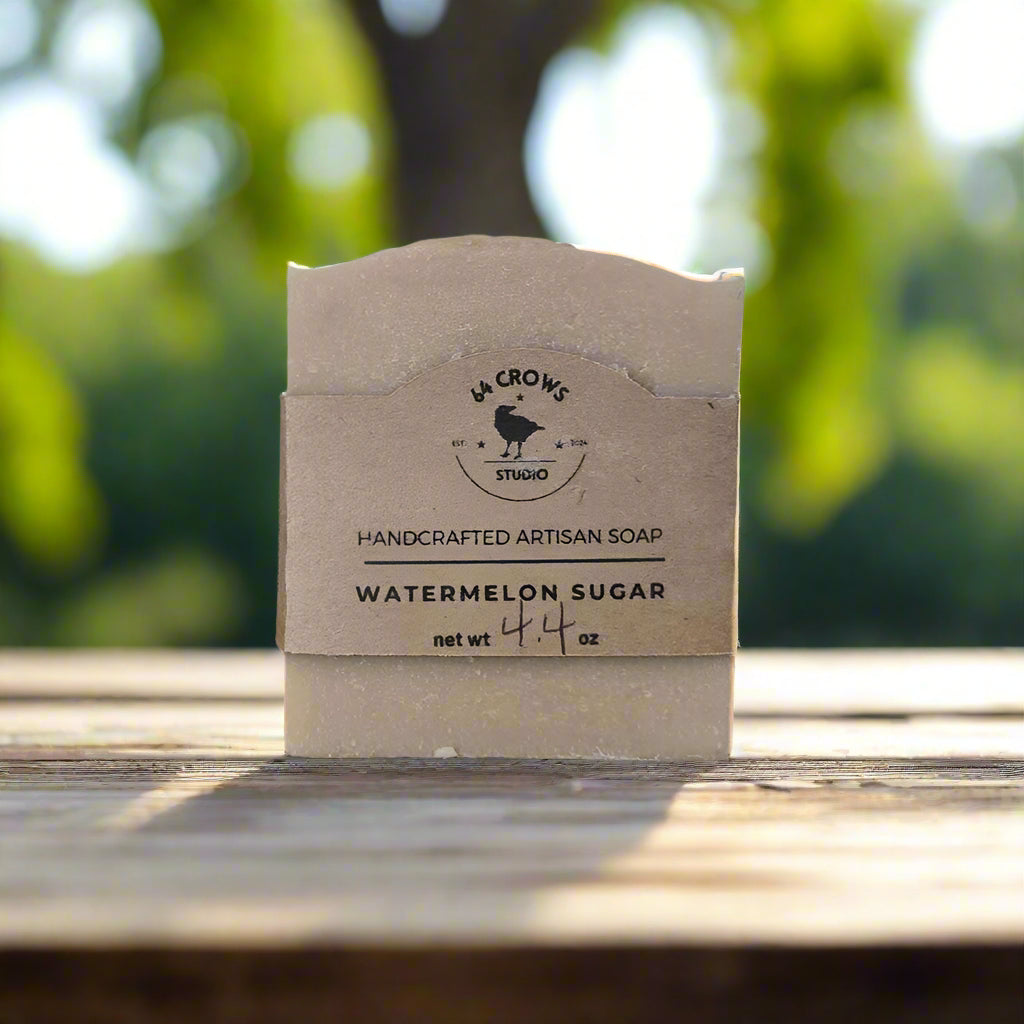 64 CROWS
EST. 2024
STUDIO
HANDCRAFTED ARTISAN SOAP
WATERMELON SUGAR
net wt 4.4 oz